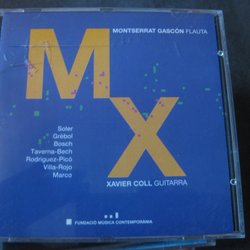 MONTSERRAT GASCÓN FLAUTA
MX
Soler
Grèbol
Bosch
Taverna-Bech
Rodríguez-Picó
Villa-Rojo
Marco
XAVIER COLL GUITARRA
FUNDACIÓ MÚSICA CONTEMPORÀNIA